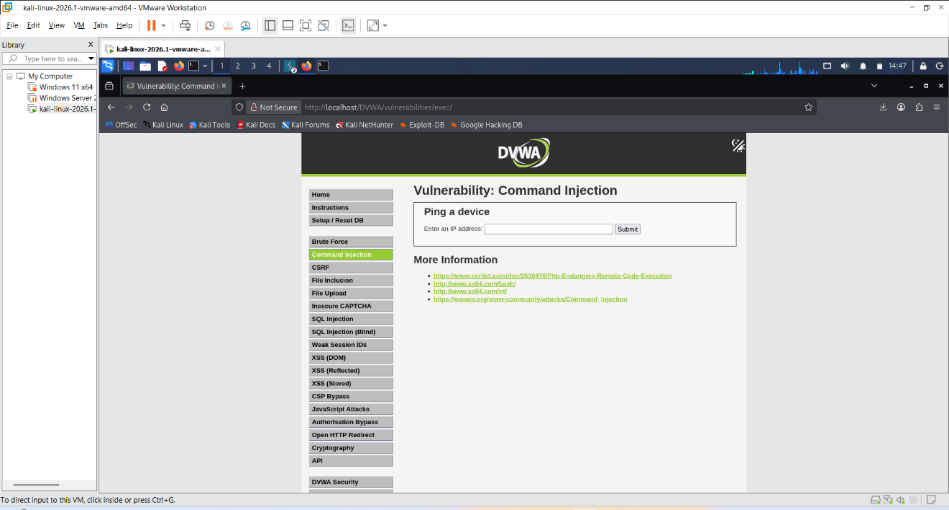 kali-linux-2026.1-vmware-amd64 - VMware Workstation
File Edit View VM Tabs Help
Library
Type here to sea...
My Computer
Windows 11 x64
Windows Server 2
kali-linux-2026.1-
kali-linux-2026.1-vmware-a...
1 2 3 4
14:47
Vulnerability: Command I
Not Secure http://localhost/DVWA/vulnerabilities/exec/
OffSec Kali Linux Kali Tools Kali Docs Kali Forums Kali NetHunter Exploit-DB Google Hacking DB
DVWA
Home
Instructions
Setup / Reset DB
Brute Force
Command Injection
CSRF
File Inclusion
File Upload
Insecure CAPTCHA
SQL Injection
SQL Injection (Blind)
Weak Session IDs
XSS (DOM)
XSS (Reflected)
XSS (Stored)
CSP Bypass
JavaScript Attacks
Authorisation Bypass
Open HTTP Redirect
Cryptography
API
DVWA Security
Vulnerability: Command Injection
Ping a device
Enter an IP address: Submit
More Information
https://www.scribd.com/doc/2530476/Php-Endangers-Remote-Code-Execution
http://www.ss64.com/bash/
http://www.ss64.com/nt/
https://owasp.org/www-community/attacks/Command_Injection
To direct input to this VM, click inside or press Ctrl+G.